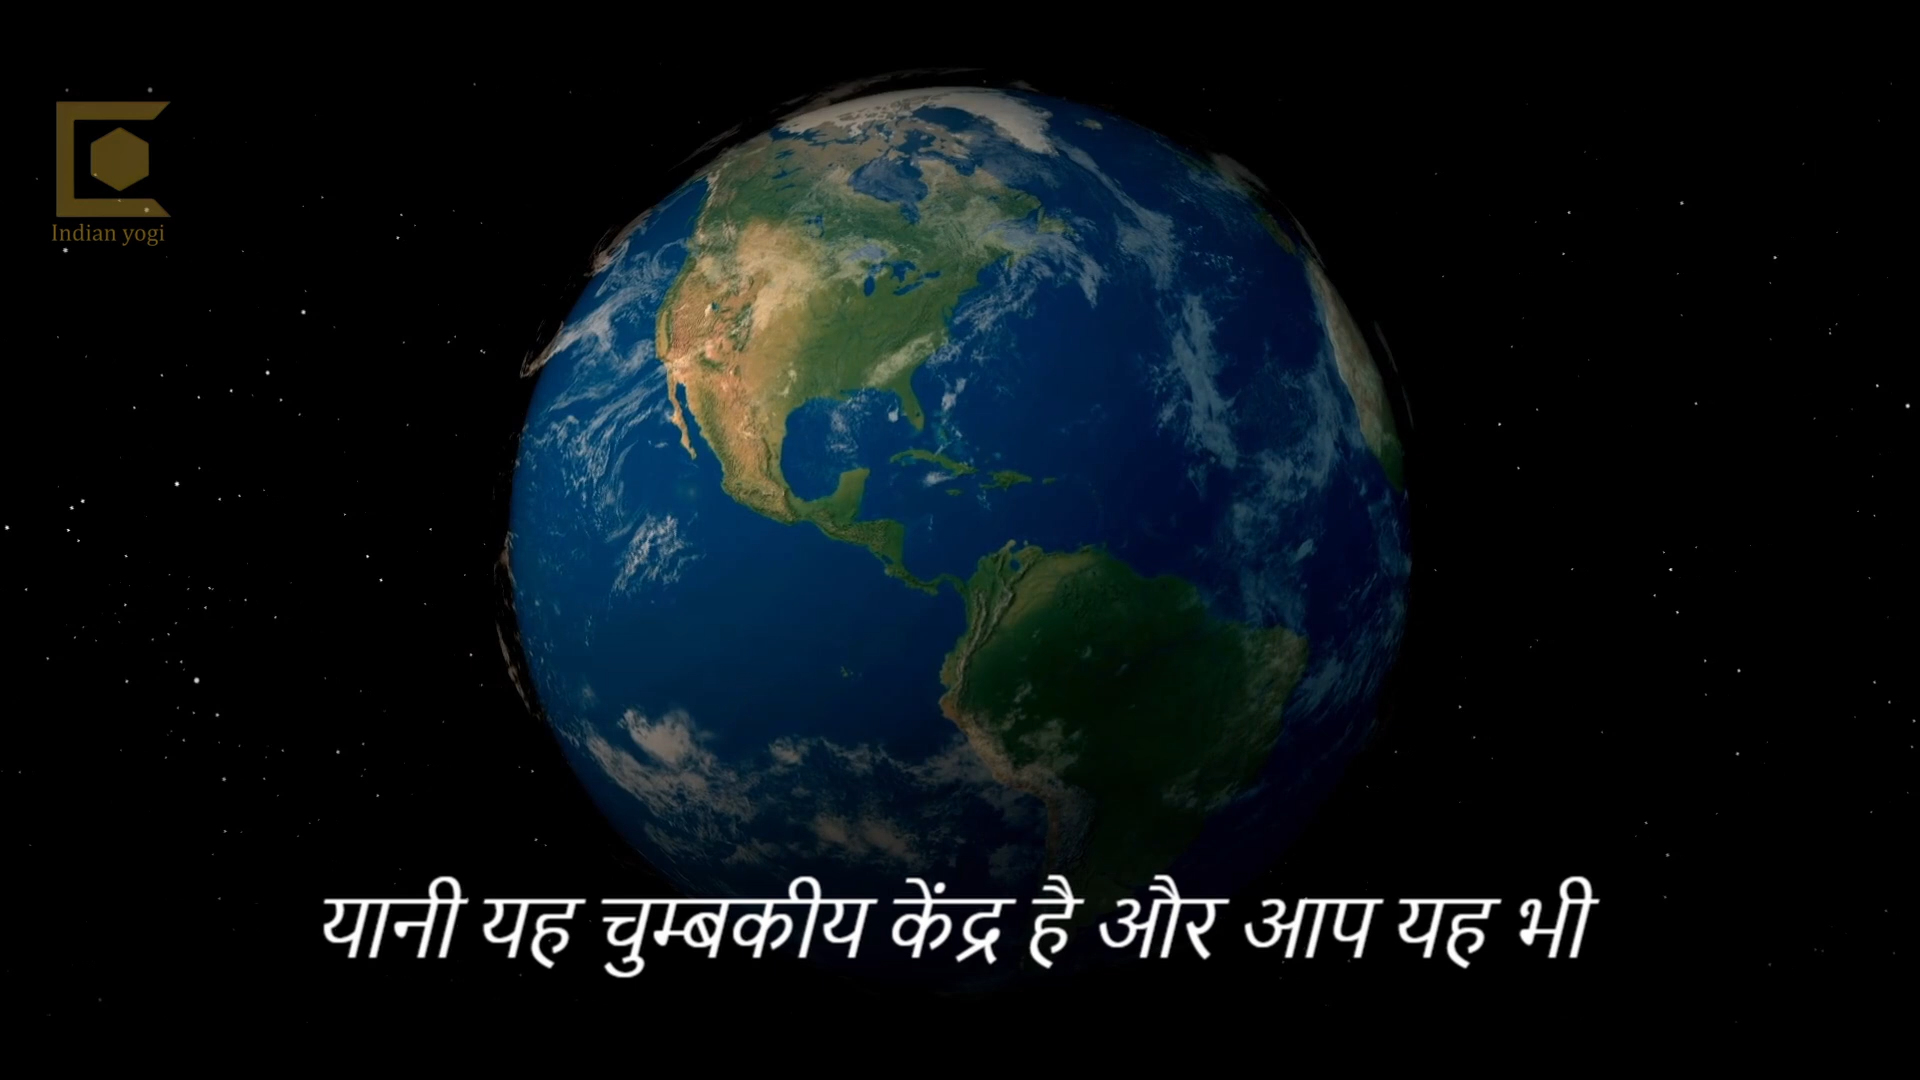 Indian yogi
यानी यह चुम्बकीय केंद्र है और आप यह भी